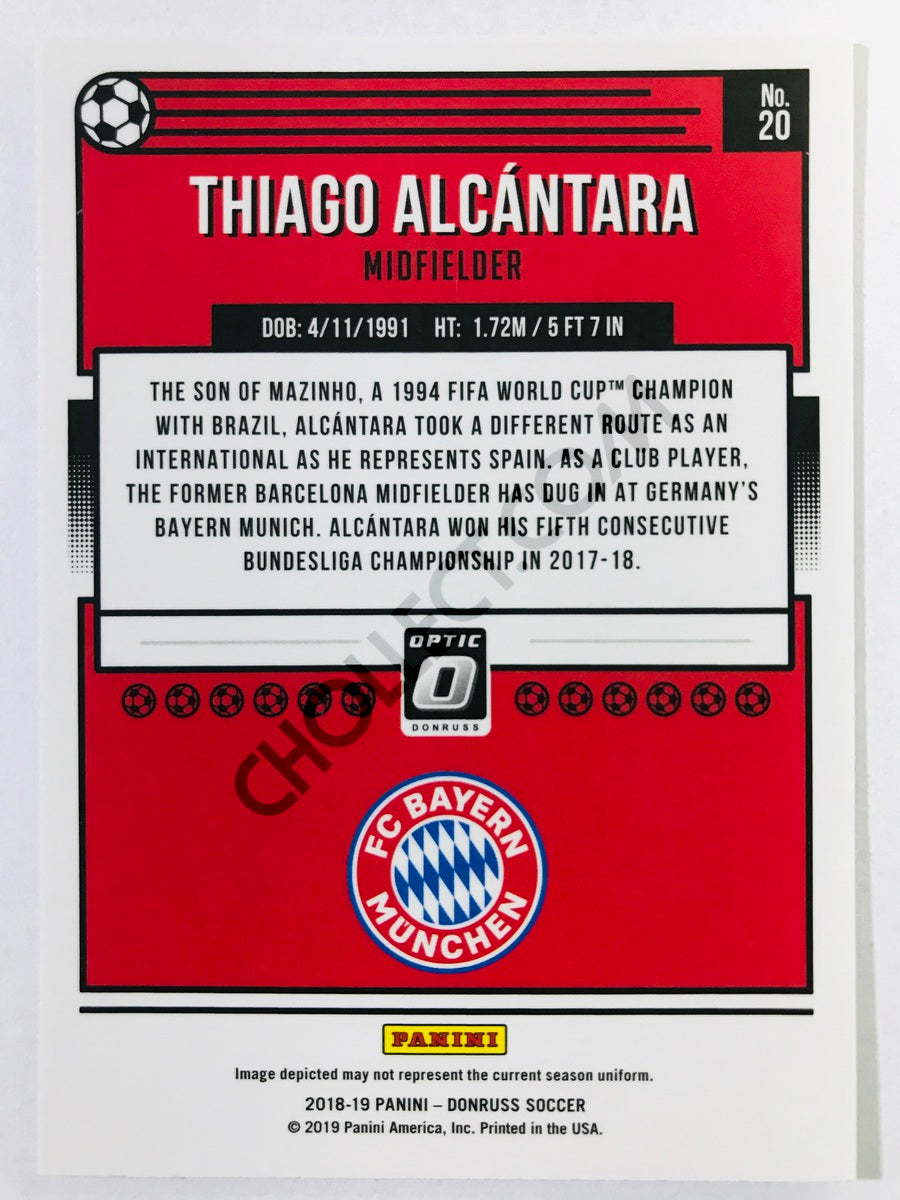 No.
20
THIAGO ALCÁNTARA
MIDFIELDER
DOB: 4/11/1991 HT: 1.72M / 5 FT 7 IN
THE SON OF MAZINHO, A 1994 FIFA WORLD CUP™ CHAMPION
WITH BRAZIL, ALCÁNTARA TOOK A DIFFERENT ROUTE AS AN
INTERNATIONAL AS HE REPRESENTS SPAIN. AS A CLUB PLAYER,
THE FORMER BARCELONA MIDFIELDER HAS DUG IN AT GERMANY'S
BAYERN MUNICH. ALCÁNTARA WON HIS FIFTH CONSECUTIVE
BUNDESLIGA CHAMPIONSHIP IN 2017-18.
CHOLLECT.COM
OPTIC
O
DONRUSS
FC BAYERN
MÜNCHEN
PANINI
Image depicted may not represent the current season uniform.
2018-19 PANINI – DONRUSS SOCCER
© 2019 Panini America, Inc. Printed in the USA.